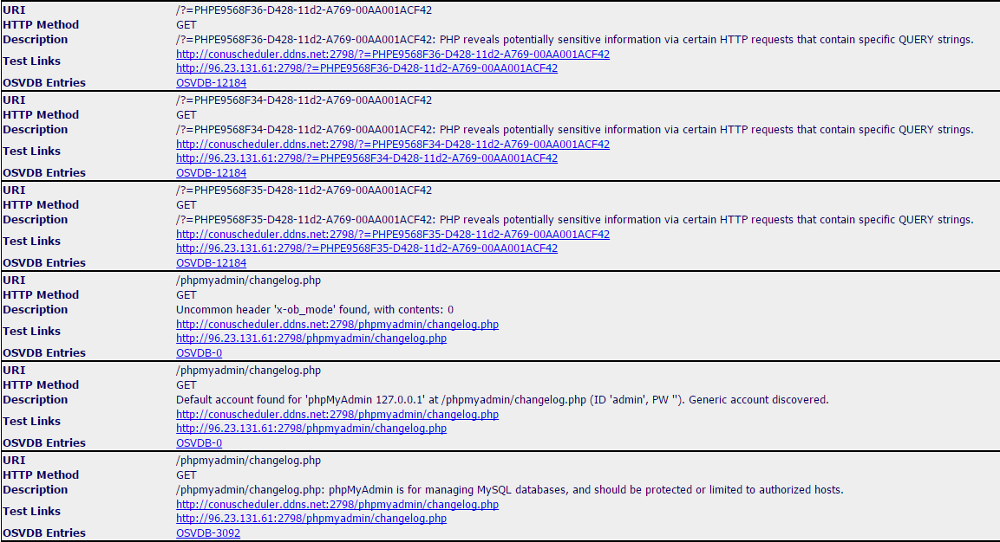 URI /?=PHPE9568F36-D428-11d2-A769-00AA001ACF42
HTTP Method GET
Description /?=PHPE9568F36-D428-11d2-A769-00AA001ACF42: PHP reveals potentially sensitive information via certain HTTP requests that contain specific QUERY strings.
Test Links http://conuscheduler.ddns.net:2798/?=PHPE9568F36-D428-11d2-A769-00AA001ACF42
http://96.23.131.61:2798/?=PHPE9568F36-D428-11d2-A769-00AA001ACF42
OSVDB Entries OSVDB-12184
URI /?=PHPE9568F34-D428-11d2-A769-00AA001ACF42
HTTP Method GET
Description /?=PHPE9568F34-D428-11d2-A769-00AA001ACF42: PHP reveals potentially sensitive information via certain HTTP requests that contain specific QUERY strings.
Test Links http://conuscheduler.ddns.net:2798/?=PHPE9568F34-D428-11d2-A769-00AA001ACF42
http://96.23.131.61:2798/?=PHPE9568F34-D428-11d2-A769-00AA001ACF42
OSVDB Entries OSVDB-12184
URI /?=PHPE9568F35-D428-11d2-A769-00AA001ACF42
HTTP Method GET
Description /?=PHPE9568F35-D428-11d2-A769-00AA001ACF42: PHP reveals potentially sensitive information via certain HTTP requests that contain specific QUERY strings.
Test Links http://conuscheduler.ddns.net:2798/?=PHPE9568F35-D428-11d2-A769-00AA001ACF42
http://96.23.131.61:2798/?=PHPE9568F35-D428-11d2-A769-00AA001ACF42
OSVDB Entries OSVDB-12184
URI /phpmyadmin/changelog.php
HTTP Method GET
Description Uncommon header 'x-ob_mode' found, with contents: 0
Test Links http://conuscheduler.ddns.net:2798/phpmyadmin/changelog.php
http://96.23.131.61:2798/phpmyadmin/changelog.php
OSVDB Entries OSVDB-0
URI /phpmyadmin/changelog.php
HTTP Method GET
Description Default account found for 'phpMyAdmin 127.0.0.1' at /phpmyadmin/changelog.php (ID 'admin', PW ''). Generic account discovered.
Test Links http://conuscheduler.ddns.net:2798/phpmyadmin/changelog.php
http://96.23.131.61:2798/phpmyadmin/changelog.php
OSVDB Entries OSVDB-0
URI /phpmyadmin/changelog.php
HTTP Method GET
Description /phpmyadmin/changelog.php: phpMyAdmin is for managing MySQL databases, and should be protected or limited to authorized hosts.
Test Links http://conuscheduler.ddns.net:2798/phpmyadmin/changelog.php
http://96.23.131.61:2798/phpmyadmin/changelog.php
OSVDB Entries OSVDB-3092